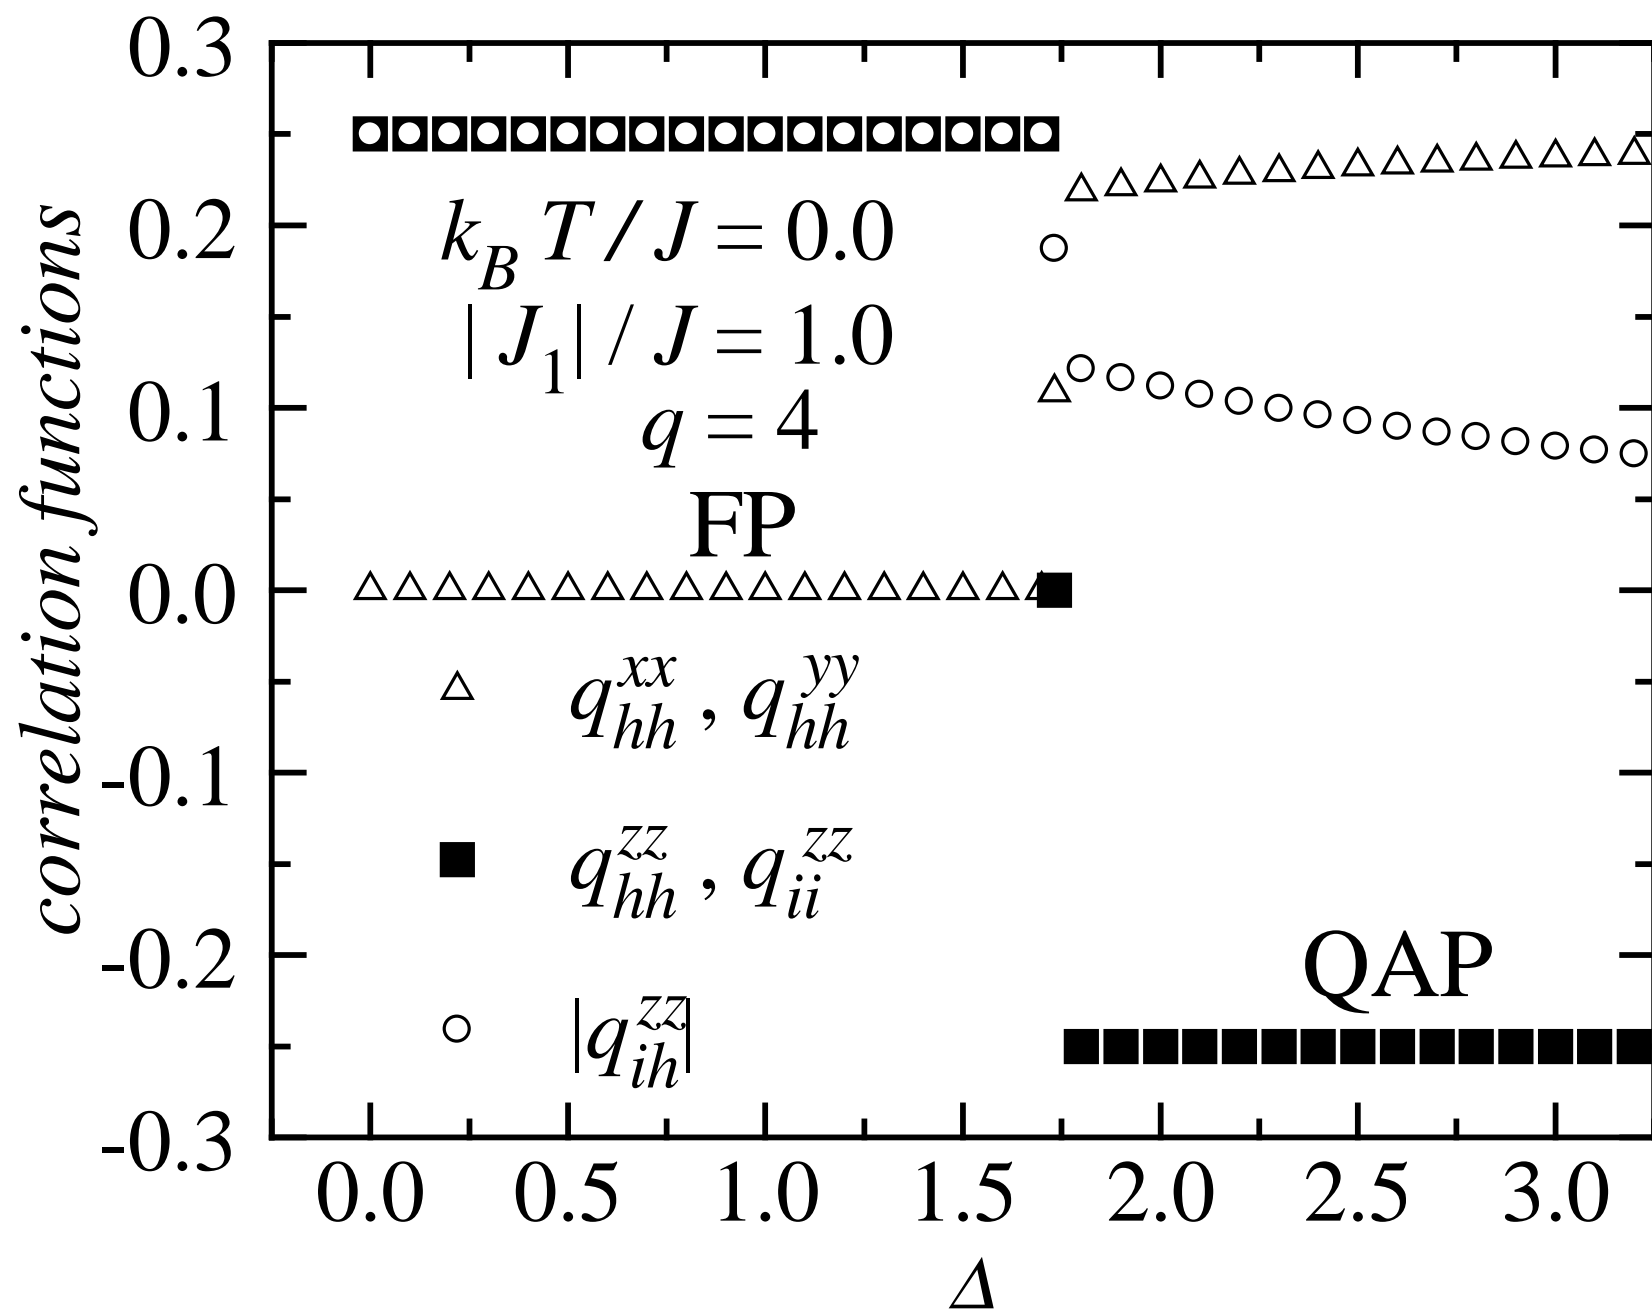 correlation functions
0.3
0.2
0.1
0.0
-0.1
-0.2
-0.3
k_B T / J = 0.0
| J_1 | / J = 1.0
q = 4
FP
q_hh^xx , q_hh^yy
q_hh^zz , q_ii^zz
|q_ih^zz|
QAP
0.0 0.5 1.0 1.5 2.0 2.5 3.0
Δ